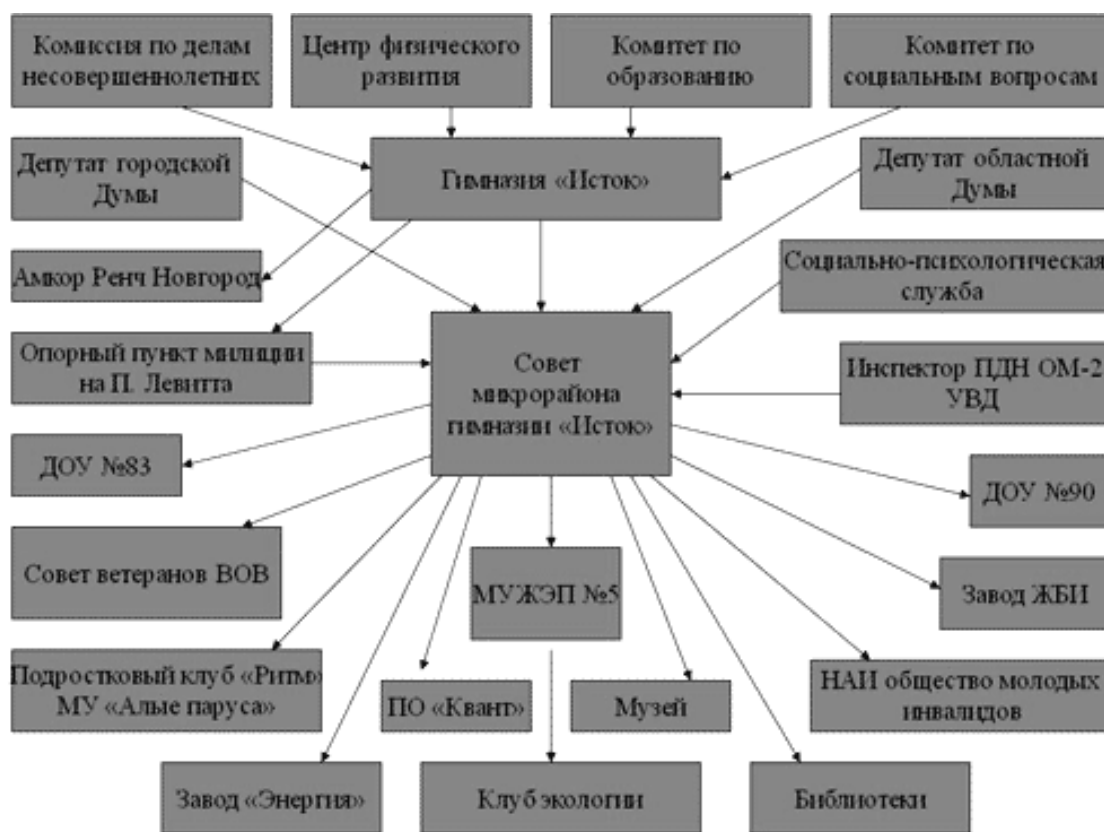 Комиссия по делам
несовершеннолетних
Центр физического
развития
Комитет по
образованию
Комитет по
социальным вопросам
Депутат городской
Думы
Гимназия «Исток»
Депутат областной
Думы
Амкор Ренч Новгород
Социально-психологическая
служба
Опорный пункт милиции
на П. Левитта
Совет
микрорайона
гимназии «Исток»
Инспектор ПДН ОМ-2
УВД
ДОУ №83
ДОУ №90
Совет ветеранов ВОВ
МУЖЭП №5
Завод ЖБИ
Подростковый клуб «Ритм»
МУ «Алые паруса»
ПО «Квант»
Музей
НАИ общество молодых
инвалидов
Завод «Энергия»
Клуб экологии
Библиотеки